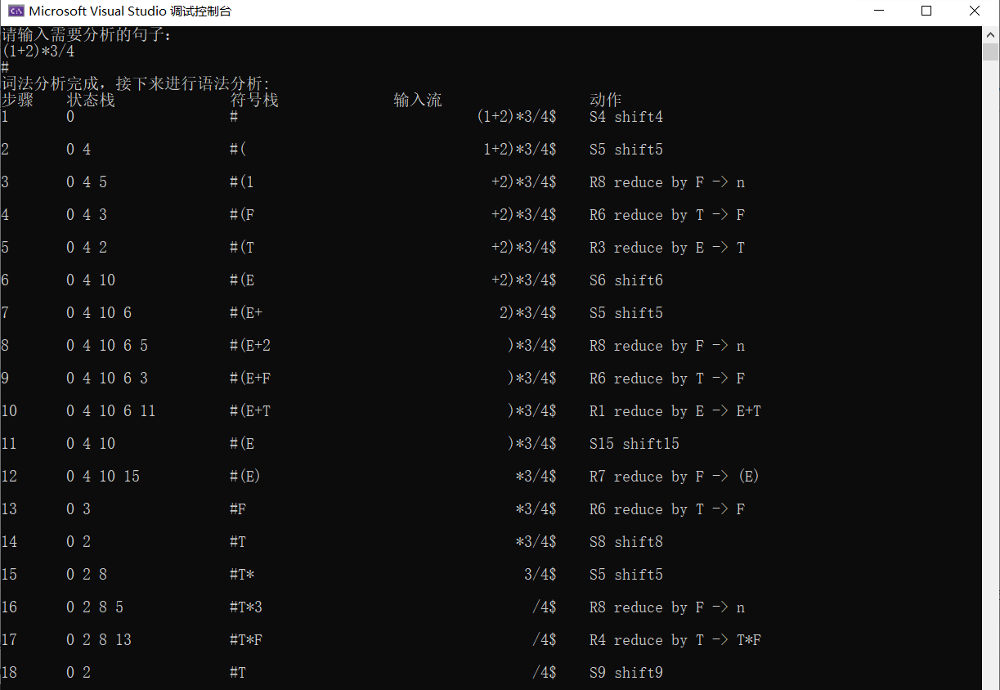 Microsoft Visual Studio 调试控制台
请输入需要分析的句子:
(1+2)*3/4
#
词法分析完成，接下来进行语法分析:
步骤 状态栈 符号栈 输入流 动作
1 0 # (1+2)*3/4$ S4 shift4
2 0 4 #( 1+2)*3/4$ S5 shift5
3 0 4 5 #(1 +2)*3/4$ R8 reduce by F -> n
4 0 4 3 #(F +2)*3/4$ R6 reduce by T -> F
5 0 4 2 #(T +2)*3/4$ R3 reduce by E -> T
6 0 4 10 #(E +2)*3/4$ S6 shift6
7 0 4 10 6 #(E+ 2)*3/4$ S5 shift5
8 0 4 10 6 5 #(E+2 )*3/4$ R8 reduce by F -> n
9 0 4 10 6 3 #(E+F )*3/4$ R6 reduce by T -> F
10 0 4 10 6 11 #(E+T )*3/4$ R1 reduce by E -> E+T
11 0 4 10 #(E )*3/4$ S15 shift15
12 0 4 10 15 #(E) *3/4$ R7 reduce by F -> (E)
13 0 3 #F *3/4$ R6 reduce by T -> F
14 0 2 #T *3/4$ S8 shift8
15 0 2 8 #T* 3/4$ S5 shift5
16 0 2 8 5 #T*3 /4$ R8 reduce by F -> n
17 0 2 8 13 #T*F /4$ R4 reduce by T -> T*F
18 0 2 #T /4$ S9 shift9